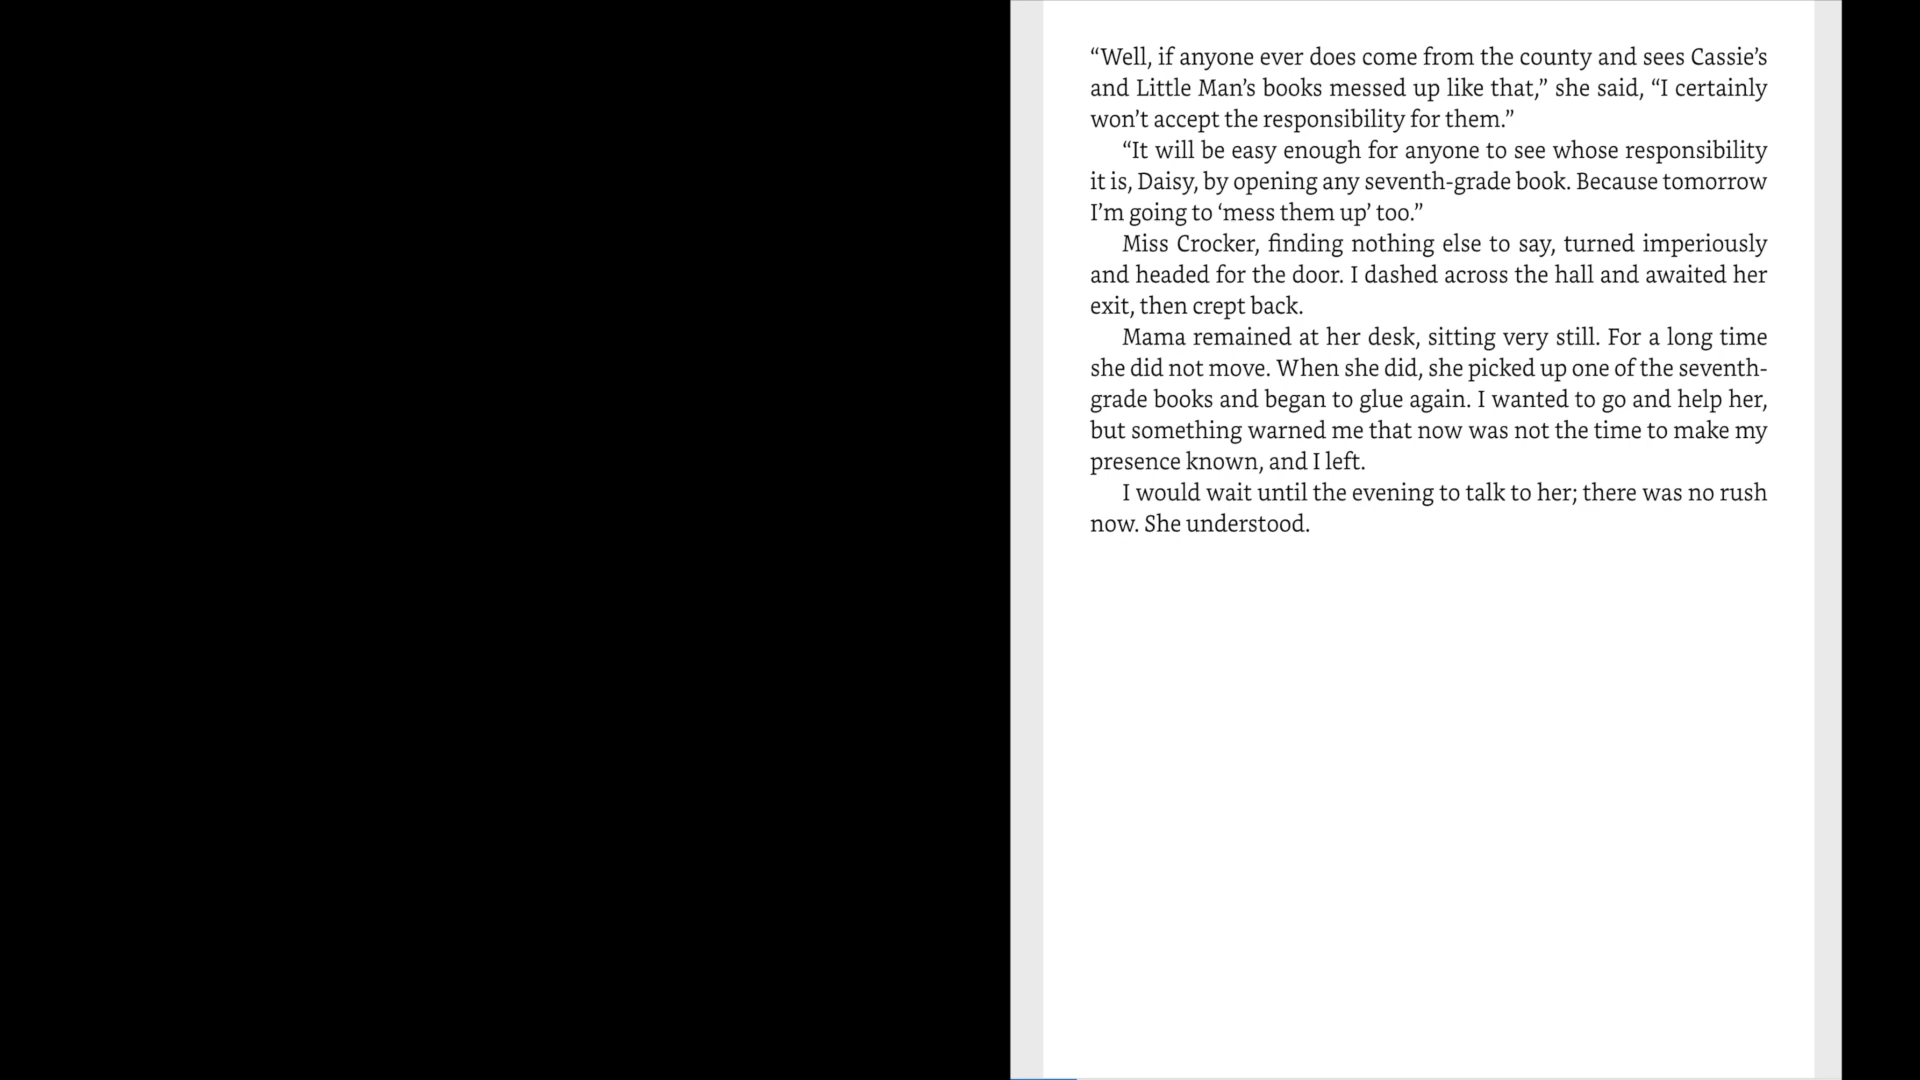 “Well, if anyone ever does come from the county and sees Cassie’s
and Little Man’s books messed up like that,” she said, “I certainly
won’t accept the responsibility for them.”
“It will be easy enough for anyone to see whose responsibility
it is, Daisy, by opening any seventh-grade book. Because tomorrow
I’m going to ‘mess them up’ too.”
Miss Crocker, finding nothing else to say, turned imperiously
and headed for the door. I dashed across the hall and awaited her
exit, then crept back.
Mama remained at her desk, sitting very still. For a long time
she did not move. When she did, she picked up one of the seventh-
grade books and began to glue again. I wanted to go and help her,
but something warned me that now was not the time to make my
presence known, and I left.
I would wait until the evening to talk to her; there was no rush
now. She understood.